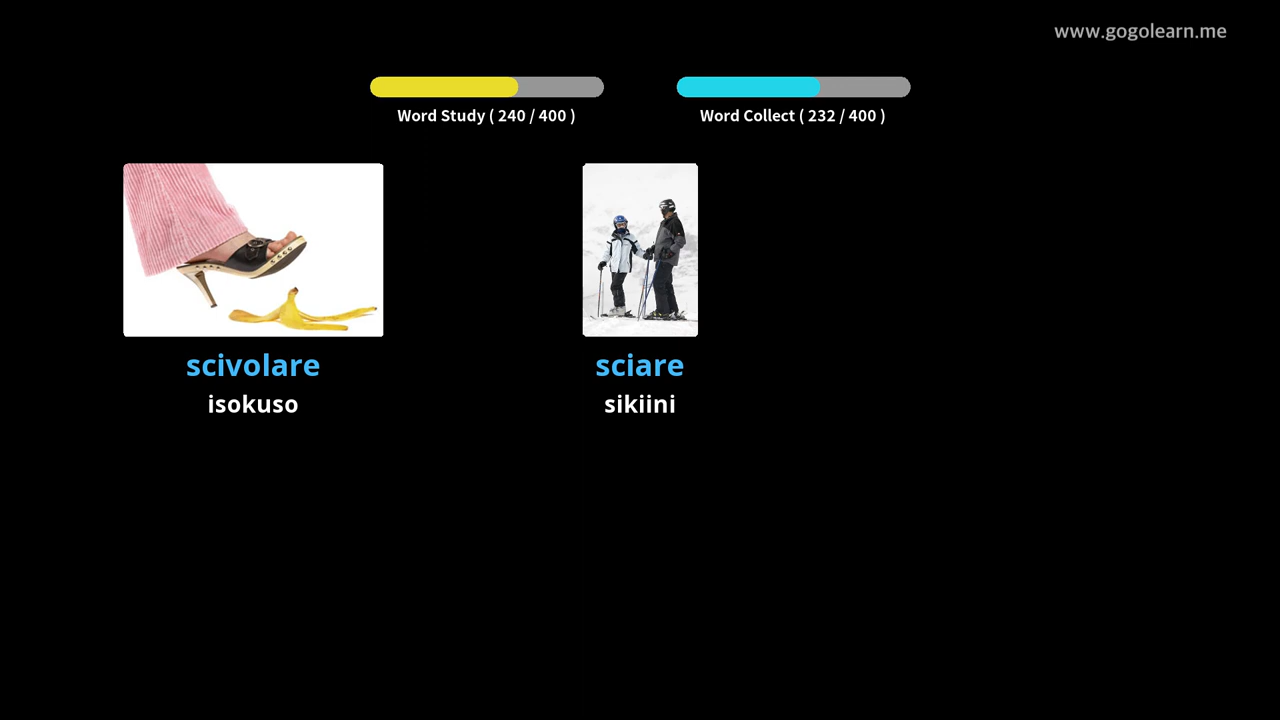 www.gogolearn.me
Word Study ( 240 / 400 )
Word Collect ( 232 / 400 )
scivolare
isokuso
sciare
sikiini